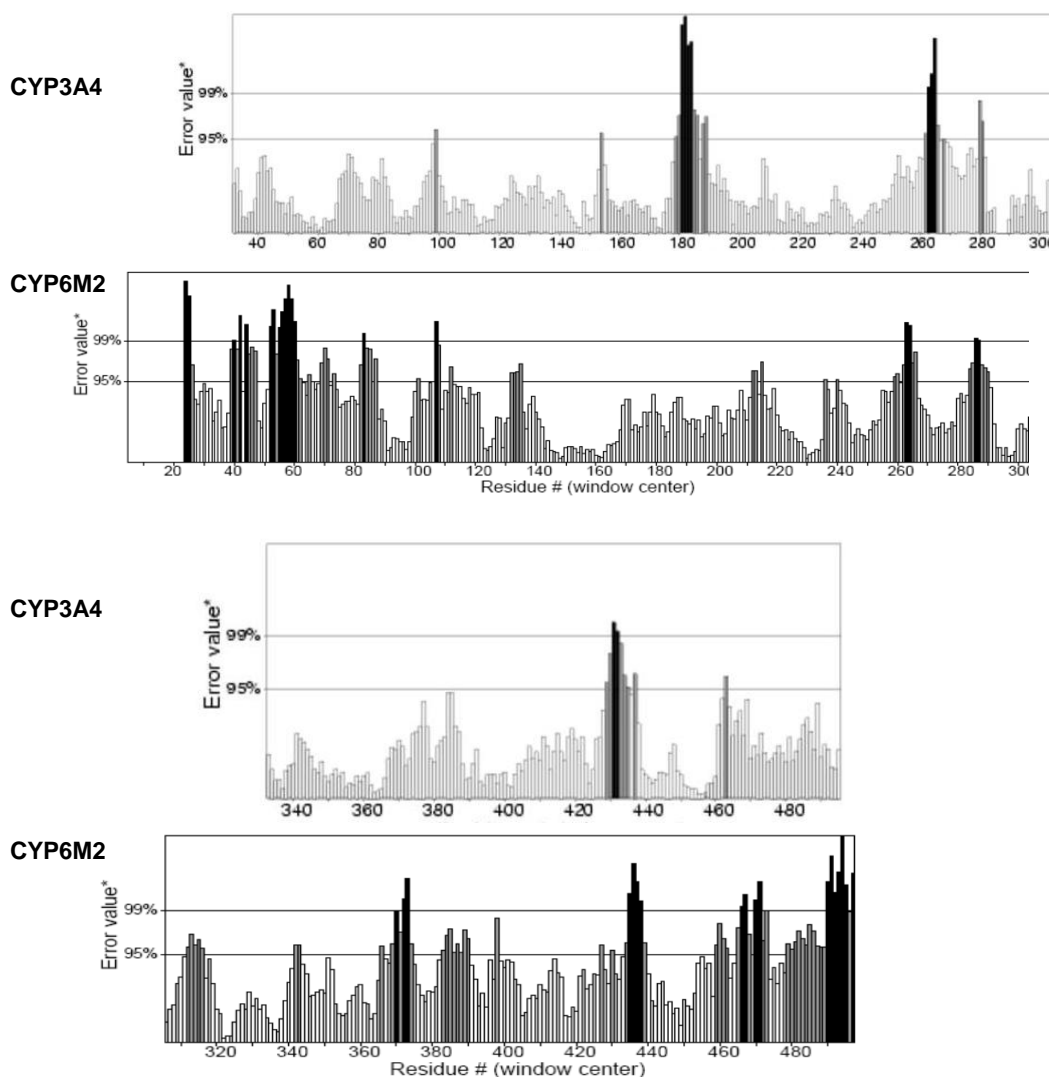 CYP3A4
Error value*
99%
95%
40 60 80 100 120 140 160 180 200 220 240 260 280 300
CYP6M2
Error value*
99%
95%
20 40 60 80 100 120 140 160 180 200 220 240 260 280 300
Residue # (window center)
CYP3A4
Error value*
99%
95%
340 360 380 400 420 440 460 480
CYP6M2
Error value*
99%
95%
320 340 360 380 400 420 440 460 480
Residue # (window center)